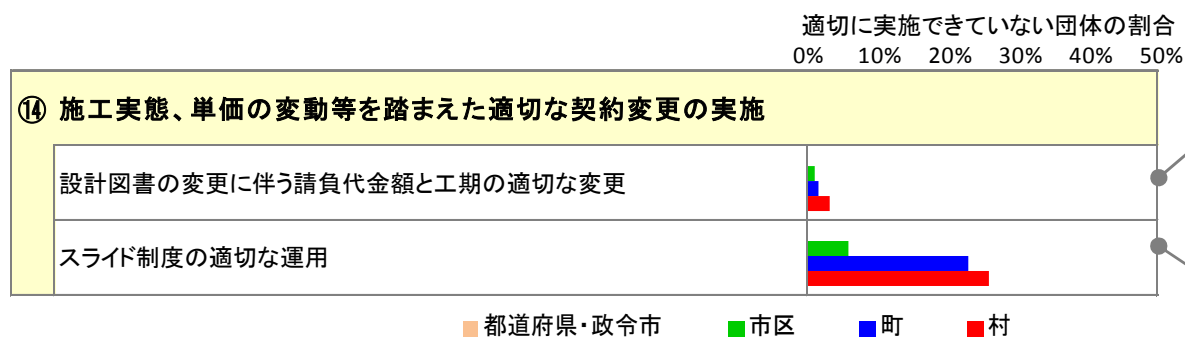 適切に実施できていない団体の割合
0% 10% 20% 30% 40% 50%
⑭ 施工実態、単価の変動等を踏まえた適切な契約変更の実施
設計図書の変更に伴う請負代金額と工期の適切な変更
スライド制度の適切な運用
都道府県・政令市 市区 町 村